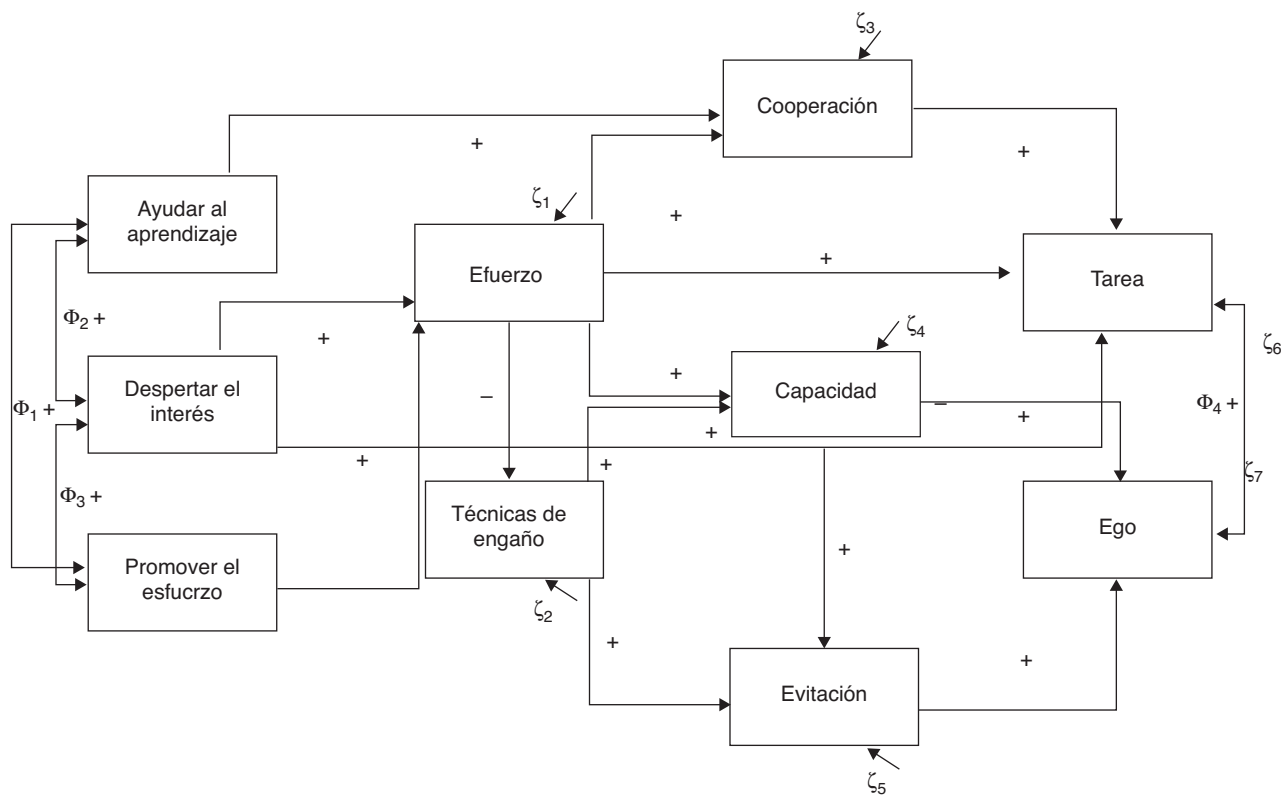 ζ3
Cooperación
+
+
Ayudar al
aprendizaje
ζ1
+
Efuerzo
+
Tarea
Φ2 +
+
ζ4
ζ6
Despertar el
interés
+
Capacidad
–
–
+
Φ1 +
Φ4 +
+
+
+
ζ7
Φ3 +
Técnicas de
engaño
Ego
Promover el
esfucrzo
+
ζ2
+
+
Evitación
ζ5